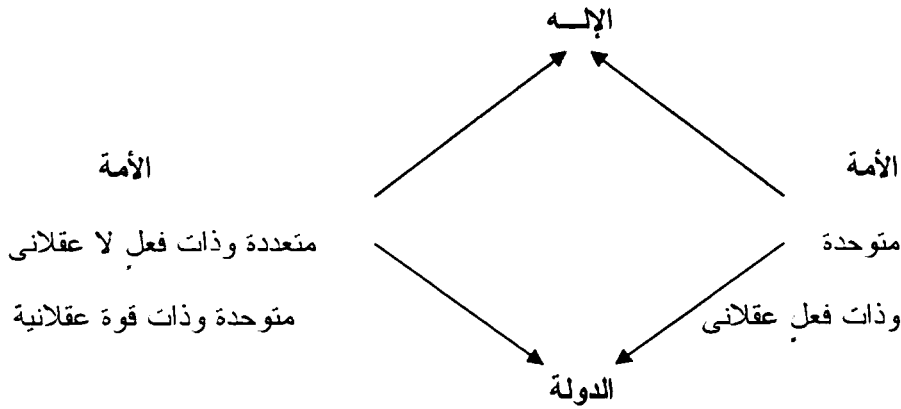 الإلـــه
الأمة
الأمة
متوحدة
متعددة وذات فعلٍ لا عقلانى
وذات فعلٍ عقلانى
متوحدة وذات قوة عقلانية
الدولة